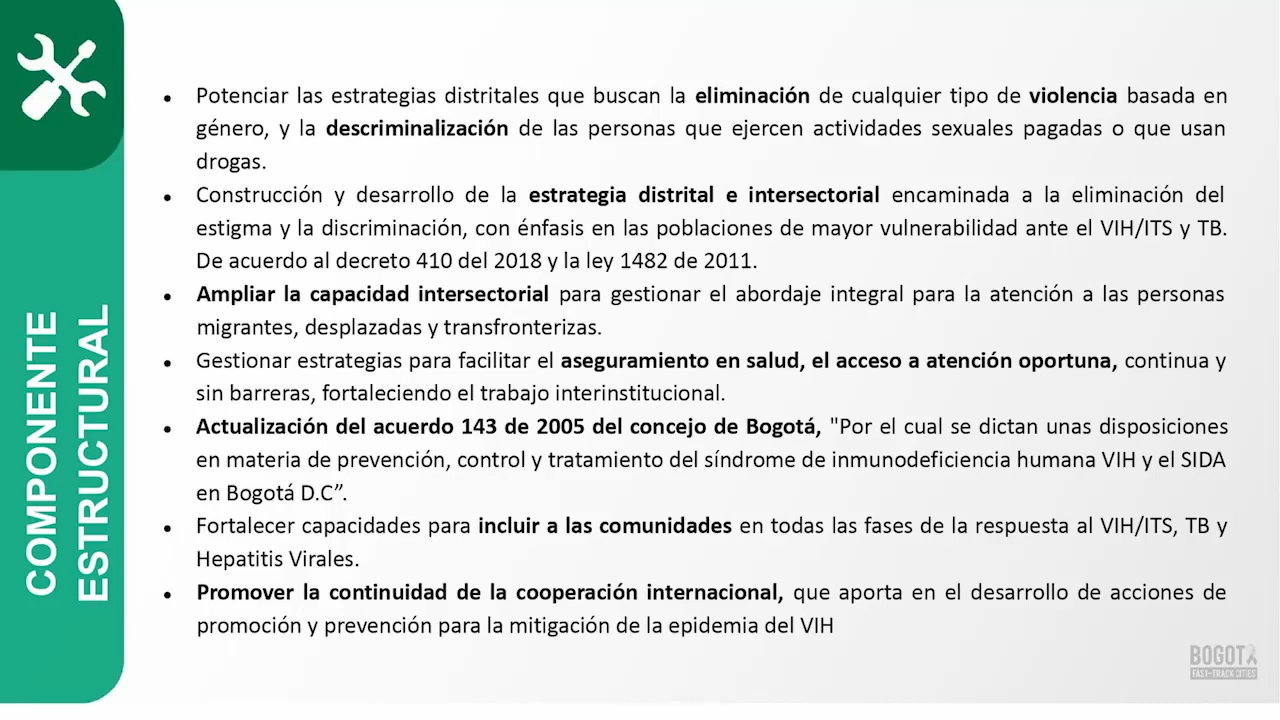 COMPONENTE
ESTRUCTURAL
• Potenciar las estrategias distritales que buscan la eliminación de cualquier tipo de violencia basada en
género, y la descriminalización de las personas que ejercen actividades sexuales pagadas o que usan
drogas.
• Construcción y desarrollo de la estrategia distrital e intersectorial encaminada a la eliminación del
estigma y la discriminación, con énfasis en las poblaciones de mayor vulnerabilidad ante el VIH/ITS y TB.
De acuerdo al decreto 410 del 2018 y la ley 1482 de 2011.
• Ampliar la capacidad intersectorial para gestionar el abordaje integral para la atención a las personas
migrantes, desplazadas y transfronterizas.
• Gestionar estrategias para facilitar el aseguramiento en salud, el acceso a atención oportuna, continua y
sin barreras, fortaleciendo el trabajo interinstitucional.
• Actualización del acuerdo 143 de 2005 del concejo de Bogotá, "Por el cual se dictan unas disposiciones
en materia de prevención, control y tratamiento del síndrome de inmunodeficiencia humana VIH y el SIDA
en Bogotá D.C”.
• Fortalecer capacidades para incluir a las comunidades en todas las fases de la respuesta al VIH/ITS, TB y
Hepatitis Virales.
• Promover la continuidad de la cooperación internacional, que aporta en el desarrollo de acciones de
promoción y prevención para la mitigación de la epidemia del VIH
BOGOTA
FAST-TRACK CITIES